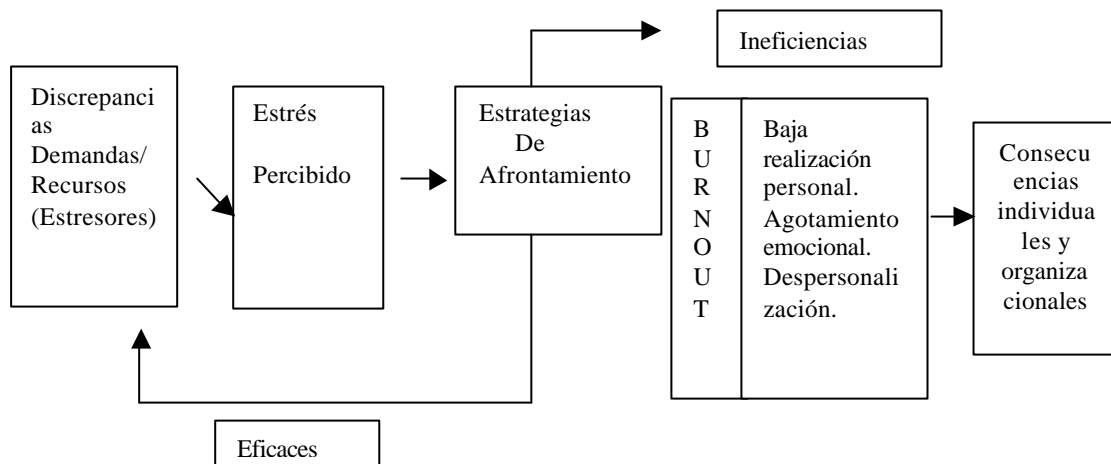 Discrepanci
as
Demandas/
Recursos
(Estresores)
Estrés
Percibido
Estrategias
De
Afrontamiento
Ineficiencias
B
U
R
N
O
U
T
Baja
realización
personal.
Agotamiento
emocional.
Despersonali
zación.
Consecu
encias
individua
les y
organiza
cionales
Eficaces